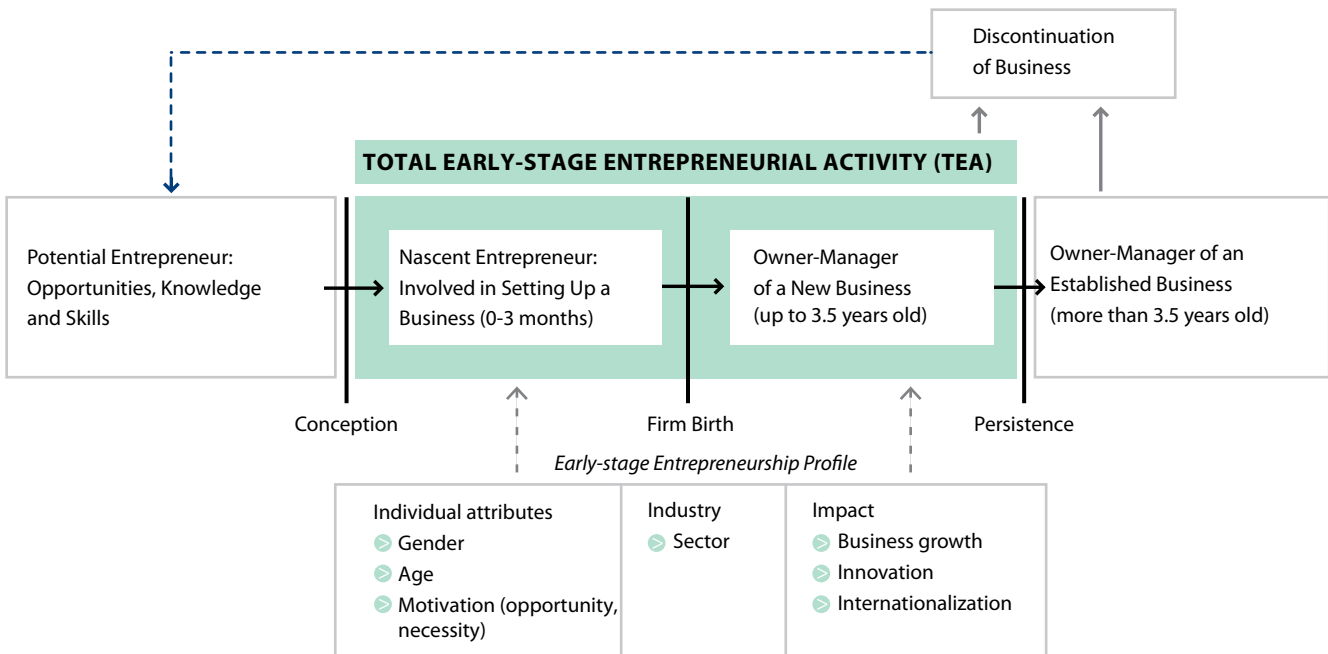 Discontinuation
of Business
TOTAL EARLY-STAGE ENTREPRENEURIAL ACTIVITY (TEA)
Potential Entrepreneur:
Opportunities, Knowledge
and Skills
Nascent Entrepreneur:
Involved in Setting Up a
Business (0-3 months)
Owner-Manager
of a New Business
(up to 3.5 years old)
Owner-Manager of an
Established Business
(more than 3.5 years old)
Conception
Firm Birth
Persistence
Early-stage Entrepreneurship Profile
Individual attributes
Gender
Age
Motivation (opportunity,
necessity)
Industry
Sector
Impact
Business growth
Innovation
Internationalization